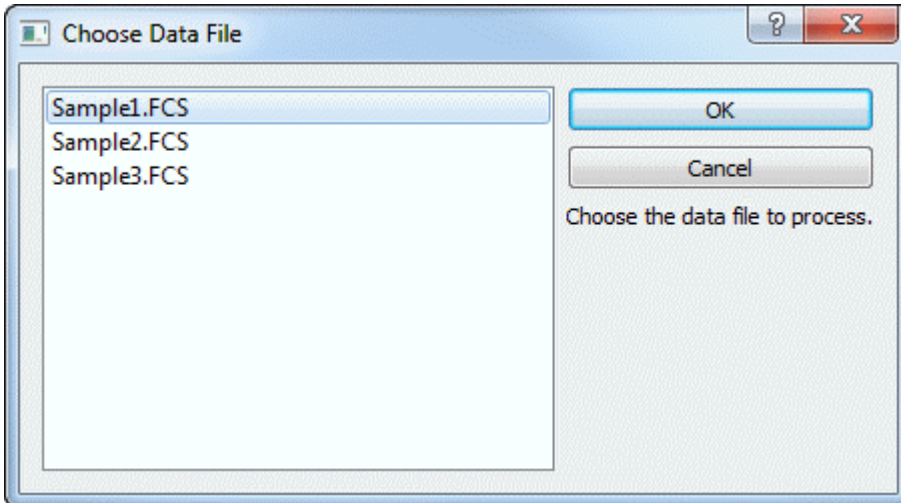 Choose Data File
Sample1.FCS
Sample2.FCS
Sample3.FCS
OK
Cancel
Choose the data file to process.